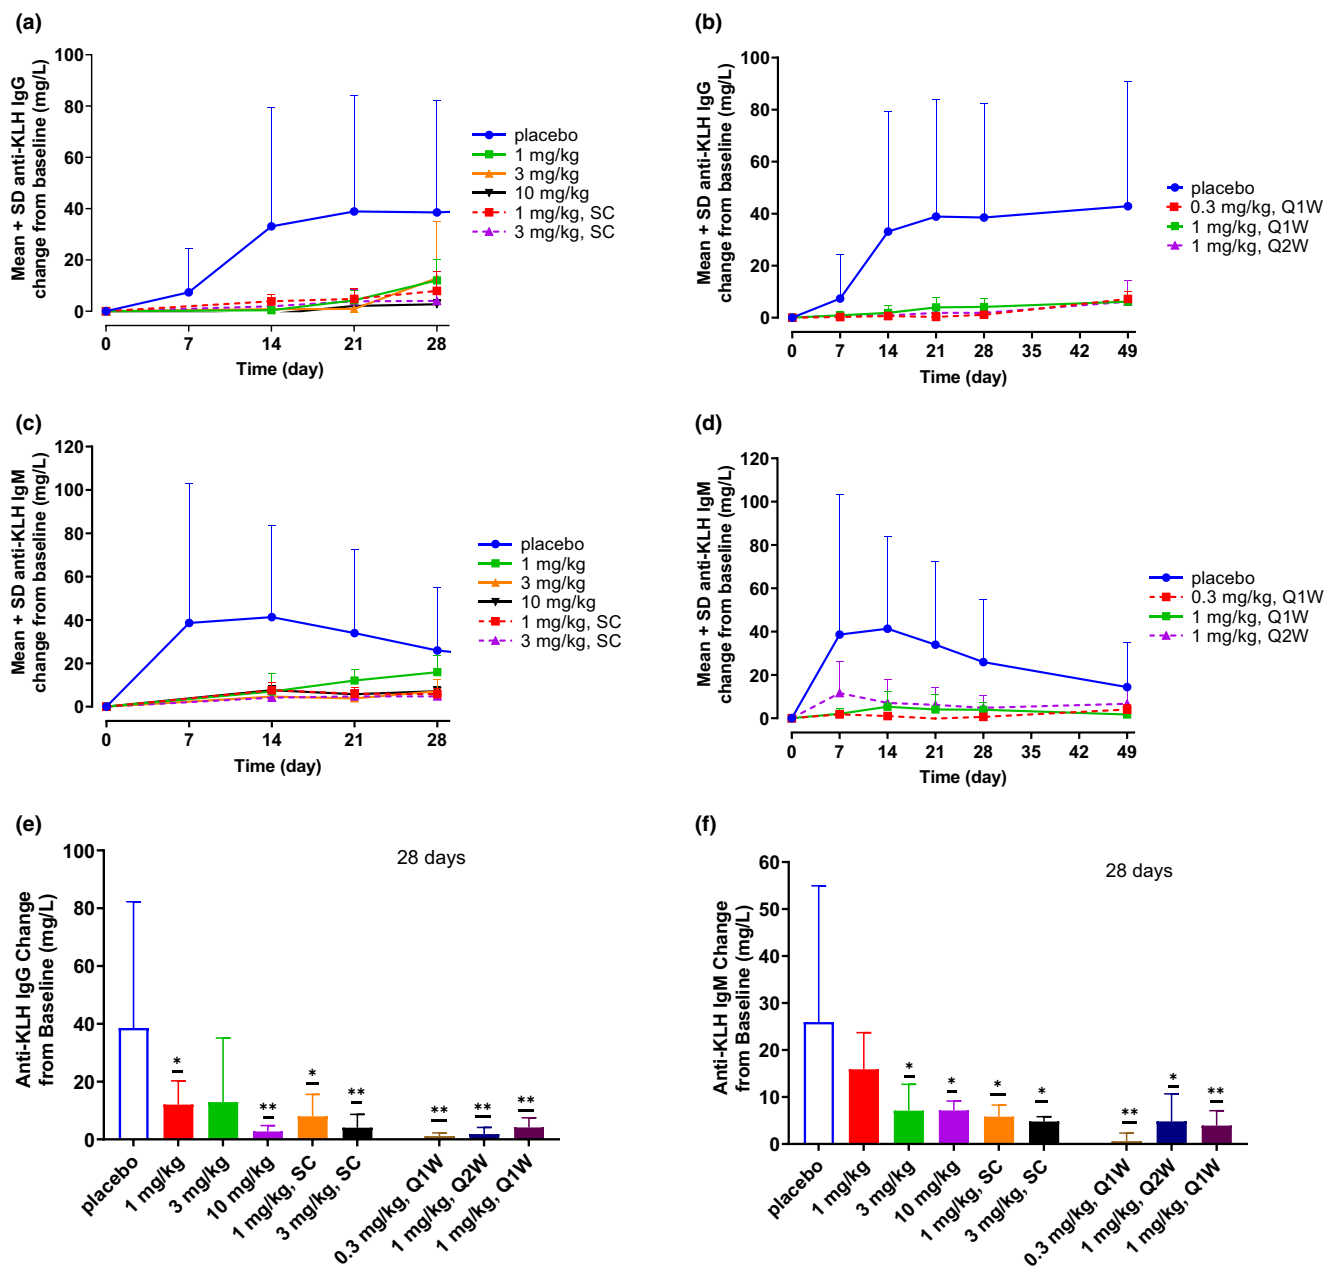 (a)
Mean + SD anti-KLH IgG
change from baseline (mg/L)
100
80
60
40
20
0
0 7 14 21 28
Time (day)
placebo
1 mg/kg
3 mg/kg
10 mg/kg
1 mg/kg, SC
3 mg/kg, SC
(b)
Mean + SD anti-KLH IgG
change from baseline (mg/L)
100
80
60
40
20
0
0 7 14 21 28 35 42 49
Time (day)
placebo
0.3 mg/kg, Q1W
1 mg/kg, Q1W
1 mg/kg, Q2W
(c)
Mean + SD anti-KLH IgM
change from baseline (mg/L)
120
100
80
60
40
20
0
0 7 14 21 28
Time (day)
placebo
1 mg/kg
3 mg/kg
10 mg/kg
1 mg/kg, SC
3 mg/kg, SC
(d)
Mean + SD anti-KLH IgM
change from baseline (mg/L)
120
100
80
60
40
20
0
0 7 14 21 28 35 42 49
Time (day)
placebo
0.3 mg/kg, Q1W
1 mg/kg, Q1W
1 mg/kg, Q2W
(e)
28 days
Anti-KLH IgG Change
from Baseline (mg/L)
100
80
60
40
20
0
* ** * ** ** ** **
placebo
1 mg/kg
3 mg/kg
10 mg/kg
1 mg/kg, SC
3 mg/kg, SC
0.3 mg/kg, Q1W
1 mg/kg, Q2W
1 mg/kg, Q1W
(f)
28 days
Anti-KLH IgM Change
from Baseline (mg/L)
60
50
40
30
20
10
0
* * * * ** * **
placebo
1 mg/kg
3 mg/kg
10 mg/kg
1 mg/kg, SC
3 mg/kg, SC
0.3 mg/kg, Q1W
1 mg/kg, Q2W
1 mg/kg, Q1W